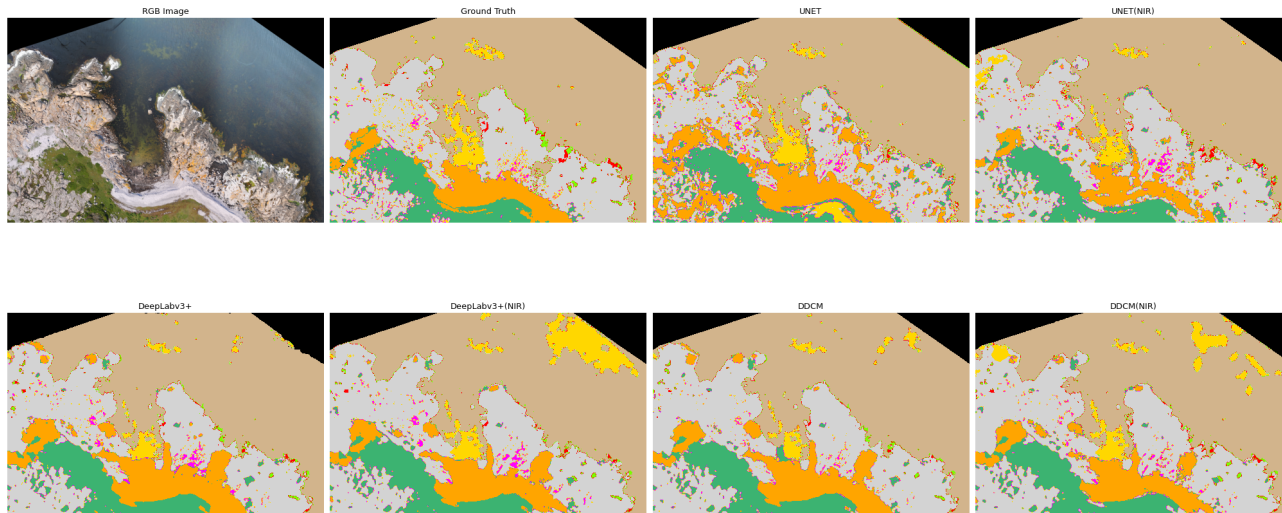 RGB Image
Ground Truth
UNET
UNET(NIR)
DeepLabv3+
DeepLabv3+(NIR)
DDCM
DDCM(NIR)